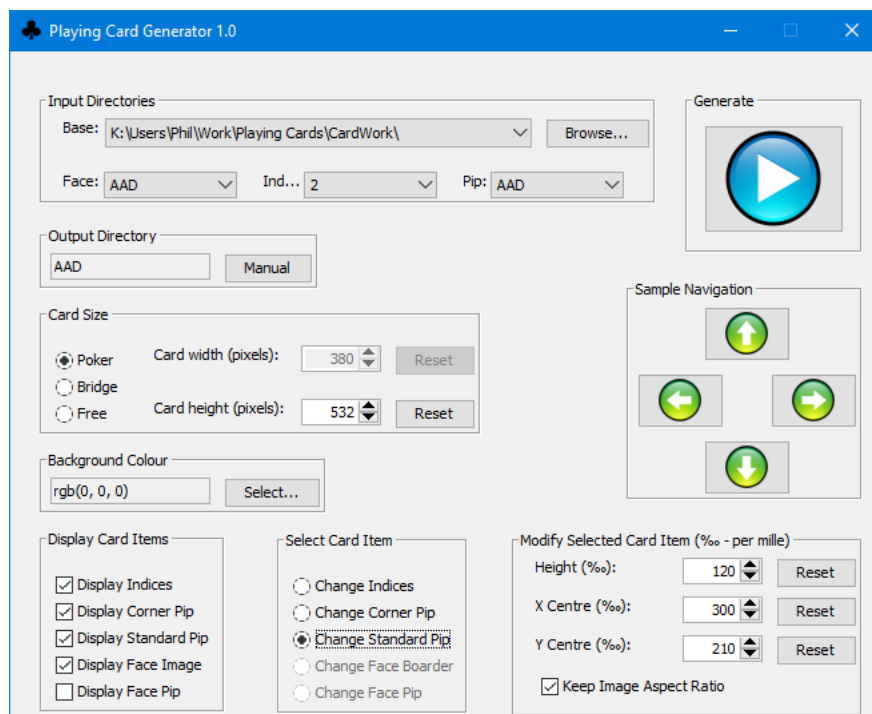 Playing Card Generator 1.0
Input Directories
Base: K:\Users\Phil\Work\Playing Cards\CardWork\ Browse...
Face: AAD Ind... 2 Pip: AAD
Generate
Output Directory
AAD Manual
Sample Navigation
Card Size
Poker Card width (pixels): 380 Reset
Bridge
Free Card height (pixels): 532 Reset
Background Colour
rgb(0, 0, 0) Select...
Display Card Items
Display Indices
Display Corner Pip
Display Standard Pip
Display Face Image
Display Face Pip
Select Card Item
Change Indices
Change Corner Pip
Change Standard Pip
Change Face Boarder
Change Face Pip
Modify Selected Card Item (‰ - per mille)
Height (‰): 120 Reset
X Centre (‰): 300 Reset
Y Centre (‰): 210 Reset
Keep Image Aspect Ratio